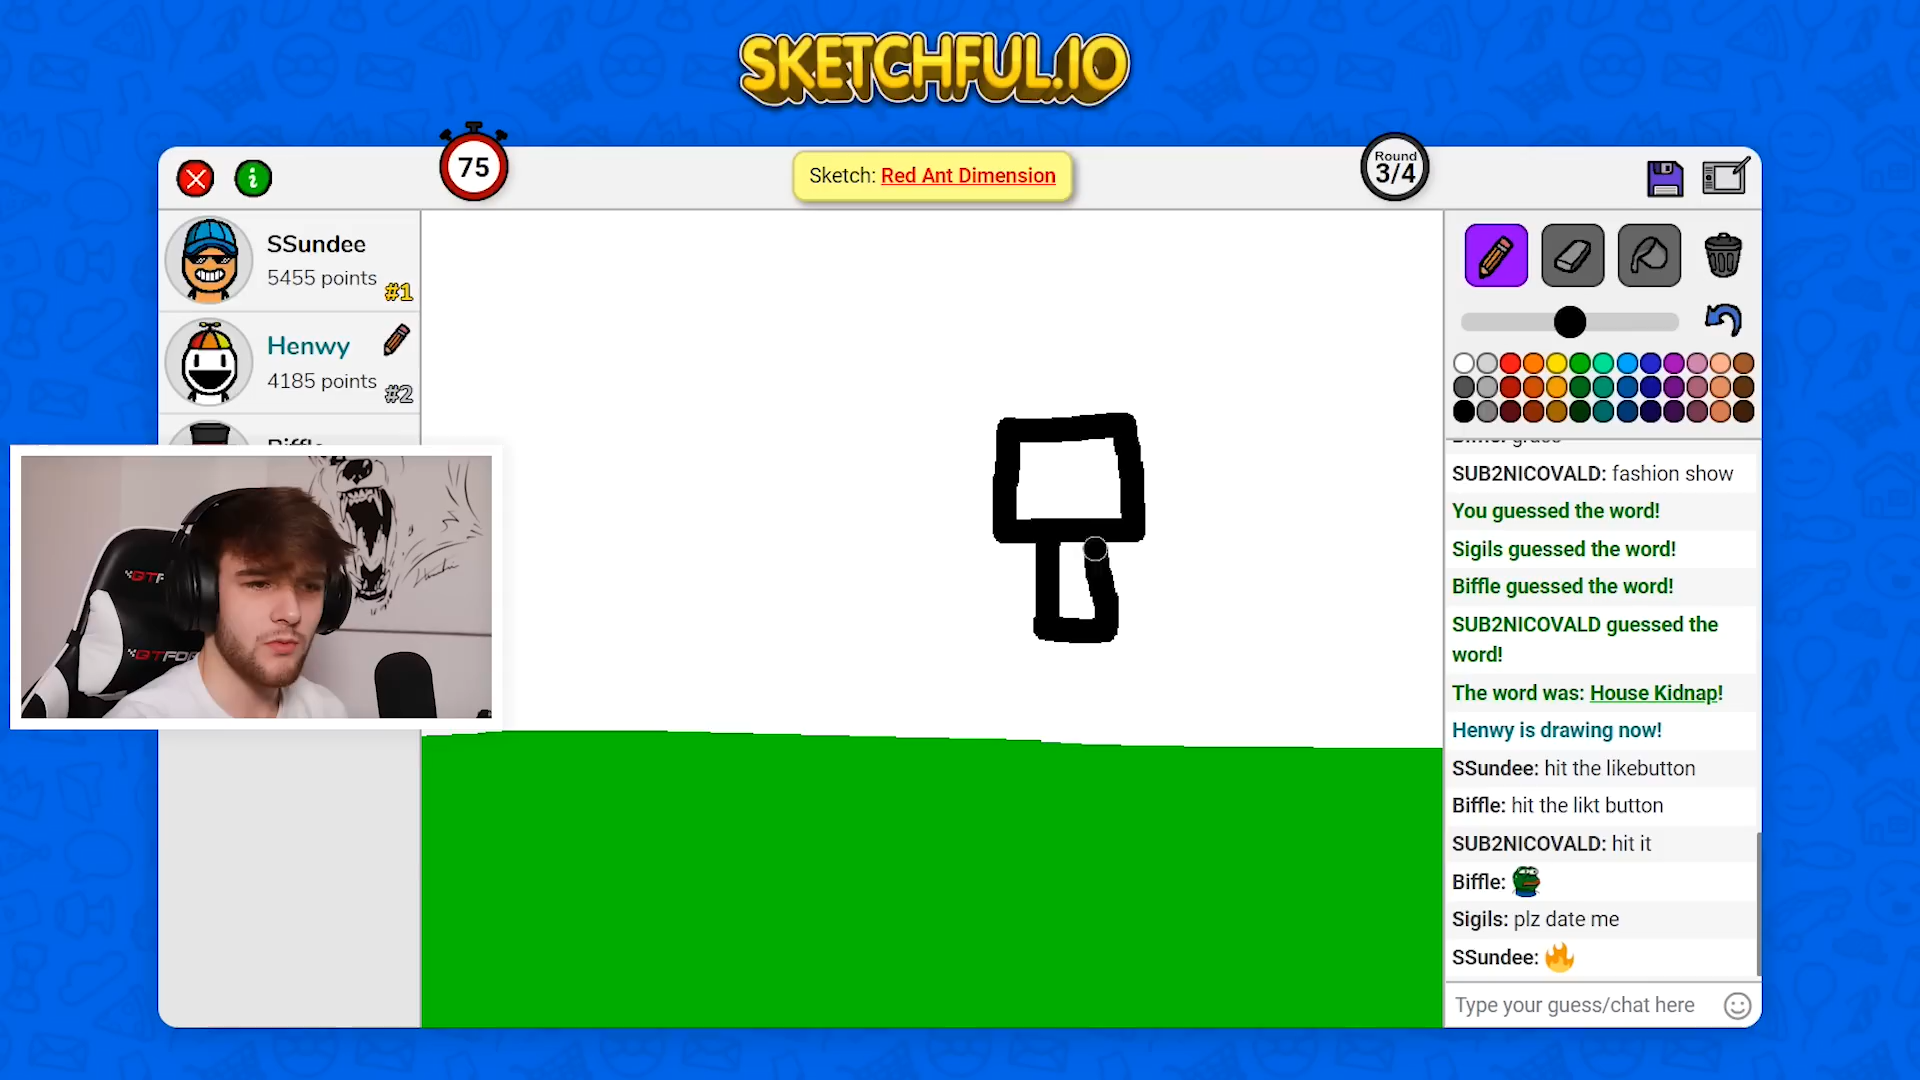 SKETCHFUL.IO
75
Sketch: Red Ant Dimension
Round
3/4
SSundee
5455 points
#1
Henwy
4185 points
#2
Biffle
SUB2NICOVALD: fashion show
You guessed the word!
Sigils guessed the word!
Biffle guessed the word!
SUB2NICOVALD guessed the
word!
The word was: House Kidnap!
Henwy is drawing now!
SSundee: hit the likebutton
Biffle: hit the likt button
SUB2NICOVALD: hit it
Biffle:
Sigils: plz date me
SSundee:
Type your guess/chat here